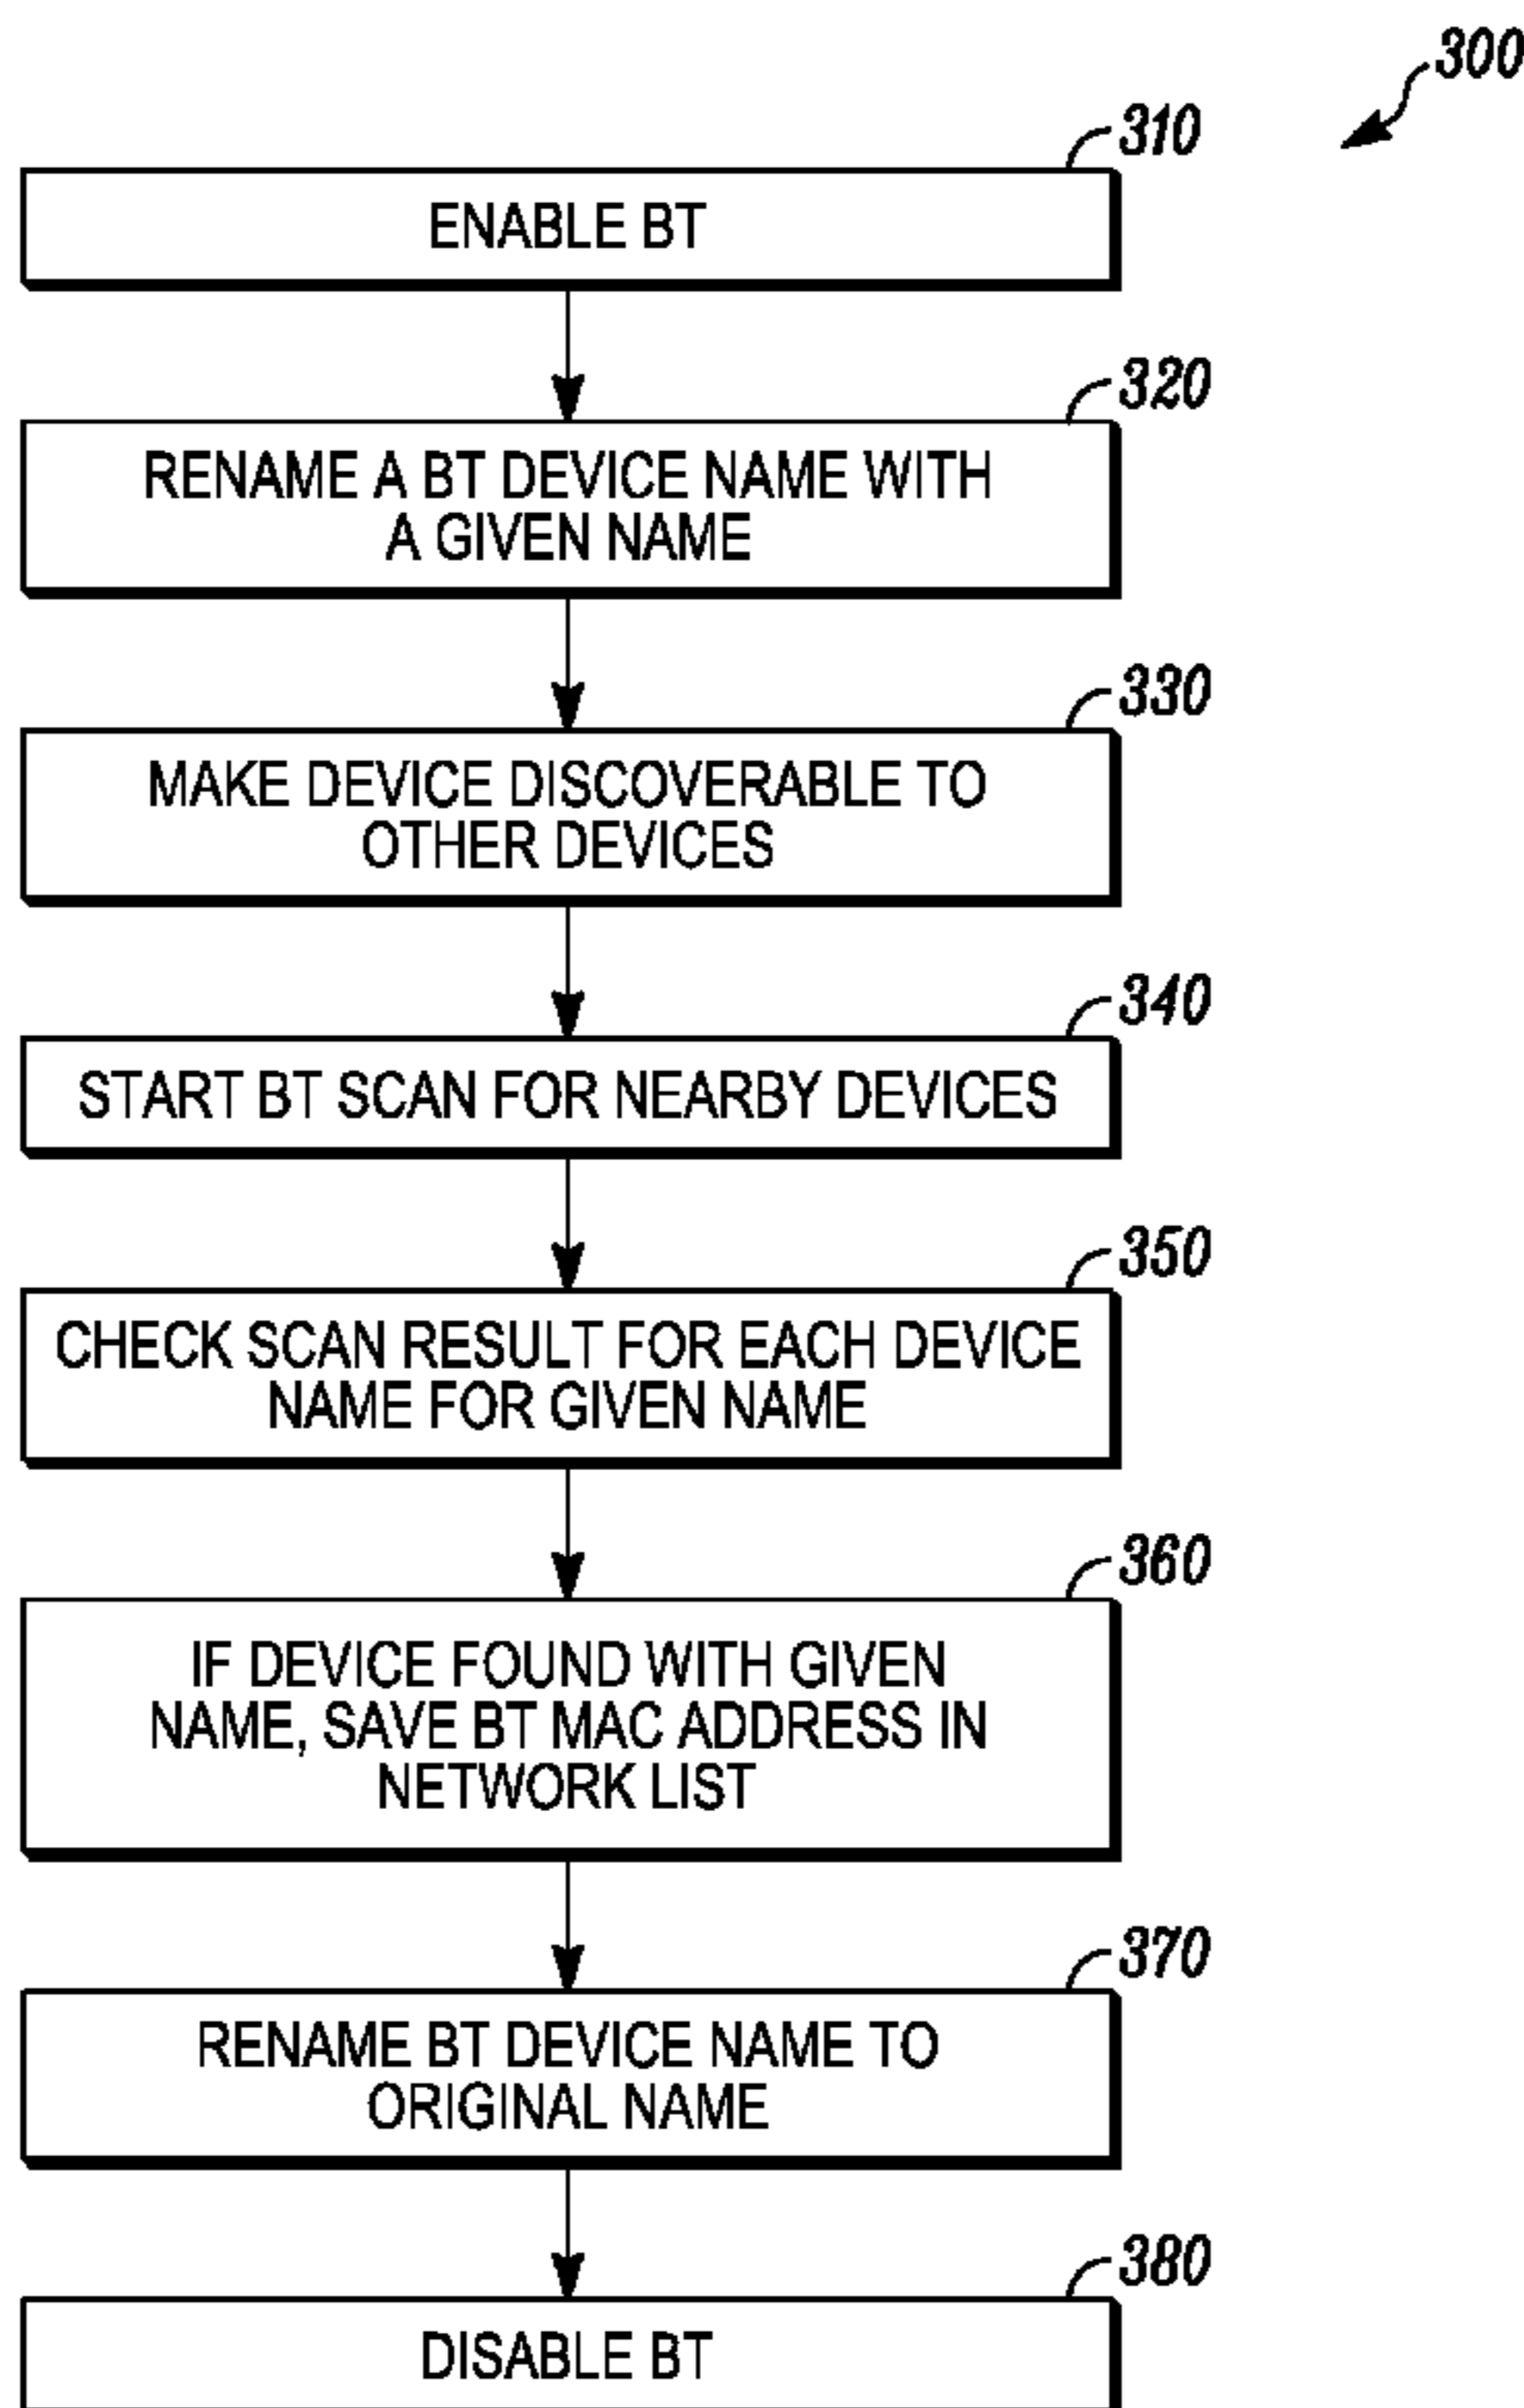 300
310
ENABLE BT
320
RENAME A BT DEVICE NAME WITH
A GIVEN NAME
330
MAKE DEVICE DISCOVERABLE TO
OTHER DEVICES
340
START BT SCAN FOR NEARBY DEVICES
350
CHECK SCAN RESULT FOR EACH DEVICE
NAME FOR GIVEN NAME
360
IF DEVICE FOUND WITH GIVEN
NAME, SAVE BT MAC ADDRESS IN
NETWORK LIST
370
RENAME BT DEVICE NAME TO
ORIGINAL NAME
380
DISABLE BT